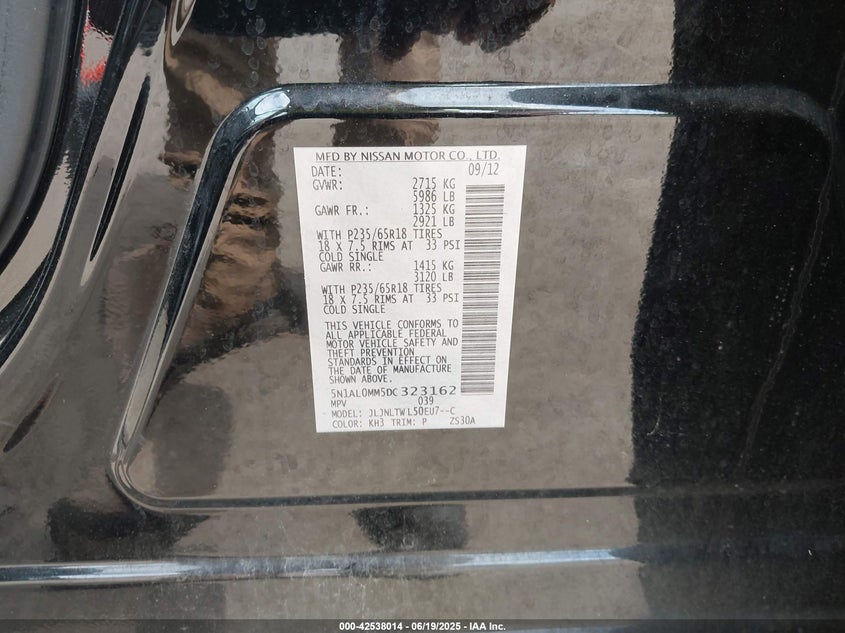 MFD BY NISSAN MOTOR CO., LTD.
DATE: 09/12
GVWR: 2715 KG
5986 LB
GAWR FR.: 1325 KG
2921 LB
WITH P235/65R18 TIRES
18 X 7.5 RIMS AT 33 PSI
COLD SINGLE
GAWR RR.: 1415 KG
3120 LB
WITH P235/65R18 TIRES
18 X 7.5 RIMS AT 33 PSI
COLD SINGLE
THIS VEHICLE CONFORMS TO
ALL APPLICABLE FEDERAL
MOTOR VEHICLE SAFETY AND
THEFT PREVENTION
STANDARDS IN EFFECT ON
THE DATE OF MANUFACTURE
SHOWN ABOVE.
5N1AL0MM5DC323162
MPV 039
MODEL: JLJNLTWL50EU7--C
COLOR: KH3 TRIM: P ZS30A
000-42538014 - 06/19/2025 - IAA Inc.